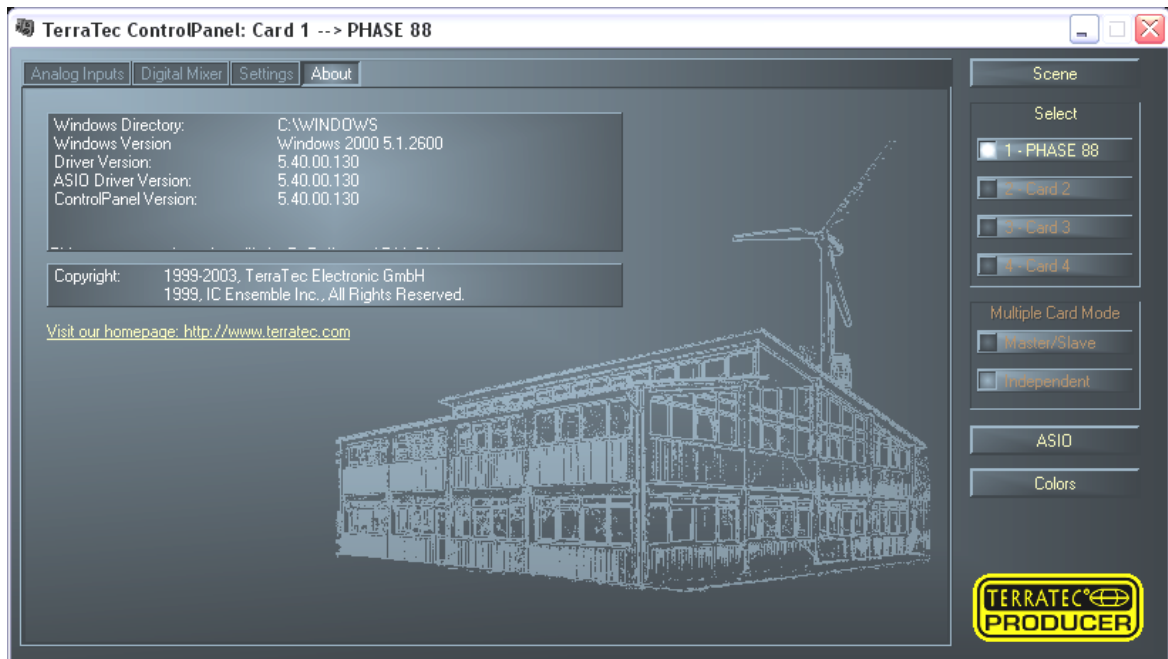 TerraTec ControlPanel: Card 1 --> PHASE 88
Analog Inputs Digital Mixer Settings About
Windows Directory: C:\WINDOWS
Windows Version Windows 2000 5.1.2600
Driver Version: 5.40.00.130
ASIO Driver Version: 5.40.00.130
ControlPanel Version: 5.40.00.130
Copyright: 1999-2003, TerraTec Electronic GmbH
1999, IC Ensemble Inc., All Rights Reserved.
Visit our homepage: http://www.terratec.com
Scene
Select
1 - PHASE 88
2 - Card 2
3 - Card 3
4 - Card 4
Multiple Card Mode
Master/Slave
Independent
ASIO
Colors
TERRATEC
PRODUCER